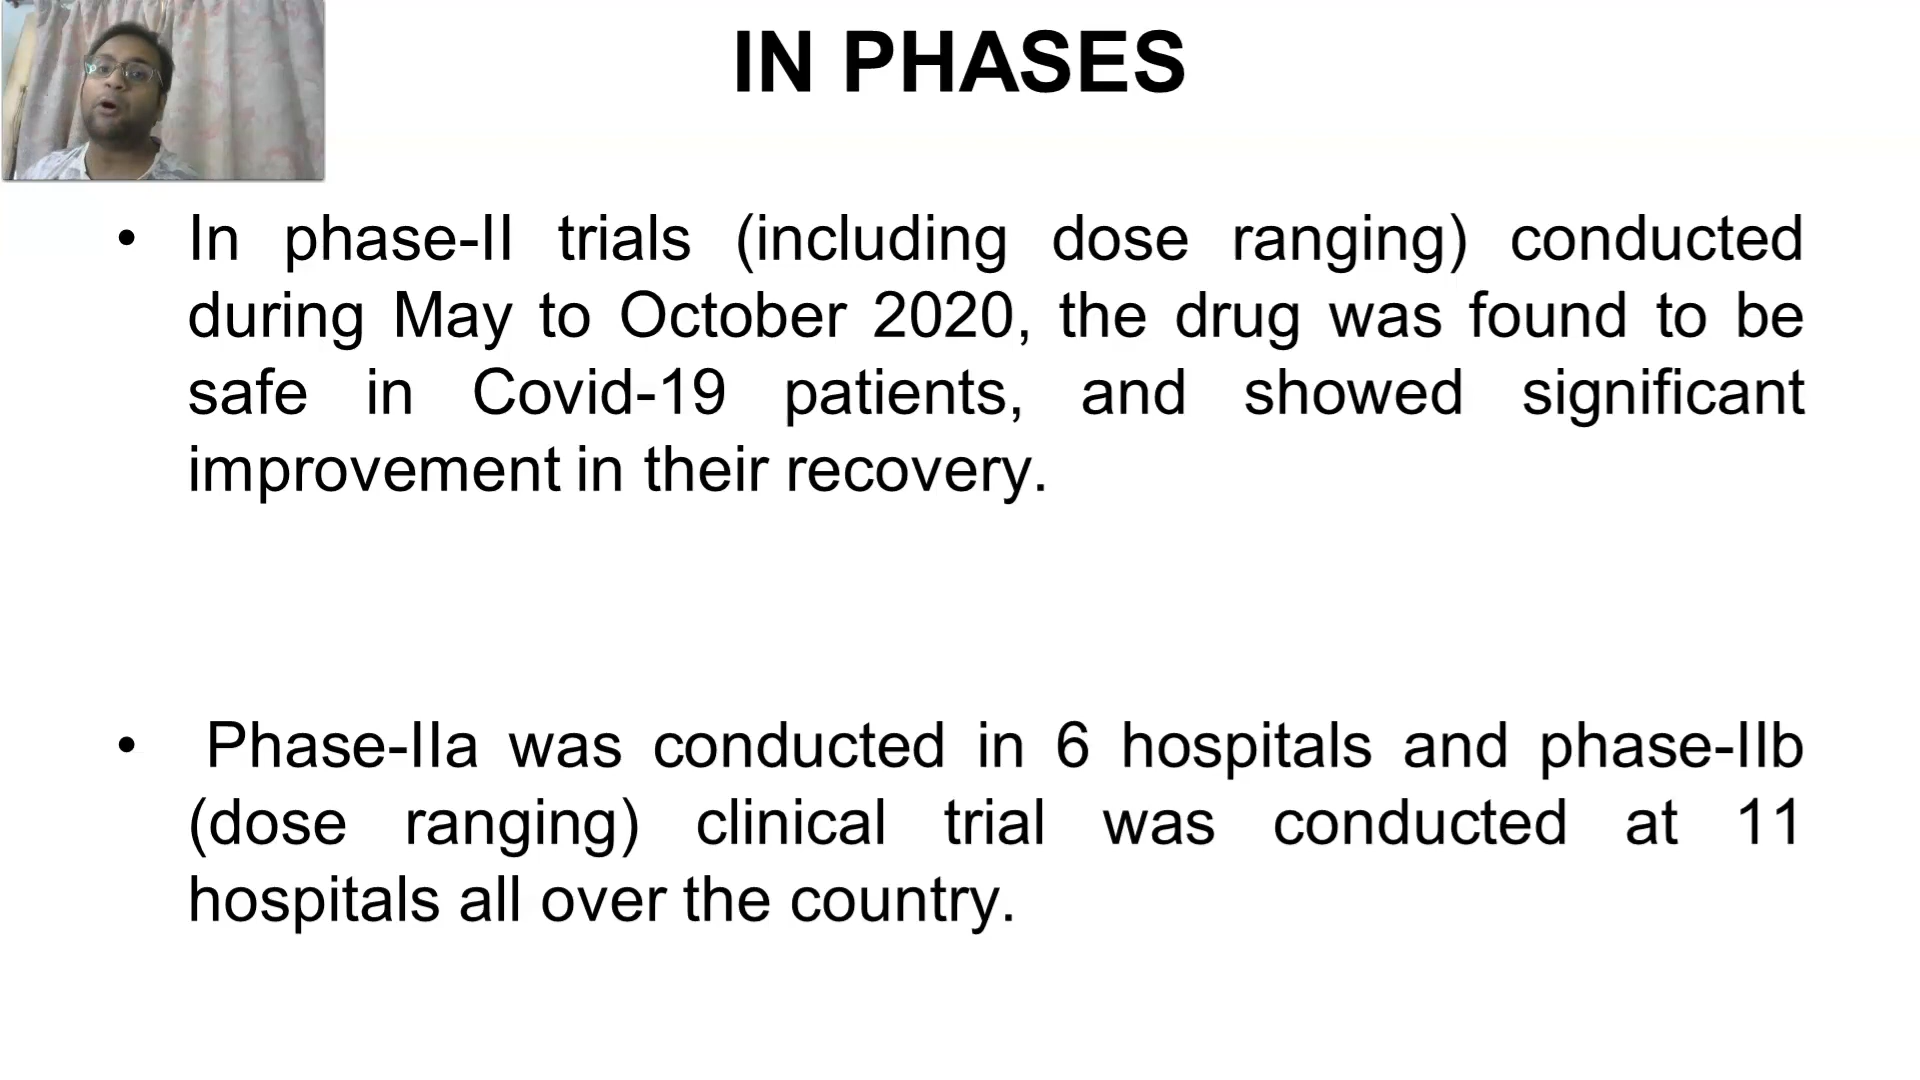 IN PHASES
• In phase-II trials (including dose ranging) conducted
during May to October 2020, the drug was found to be
safe in Covid-19 patients, and showed significant
improvement in their recovery.
• Phase-IIa was conducted in 6 hospitals and phase-IIb
(dose ranging) clinical trial was conducted at 11
hospitals all over the country.